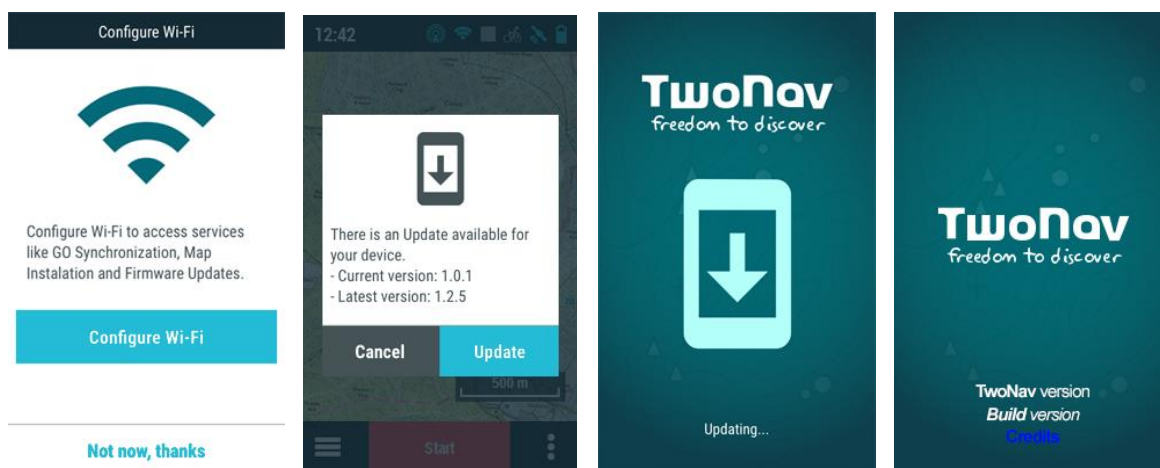 Configure Wi-Fi
Configure Wi-Fi to access services
like GO Synchronization, Map
Instalation and Firmware Updates.
Configure Wi-Fi
Not now, thanks
12:42
There is an Update available for
your device.
- Current version: 1.0.1
- Latest version: 1.2.5
Cancel
Update
500 m
Start
TwoNav
freedom to discover
Updating...
TwoNav
freedom to discover
TwoNav version
Build version
Credits